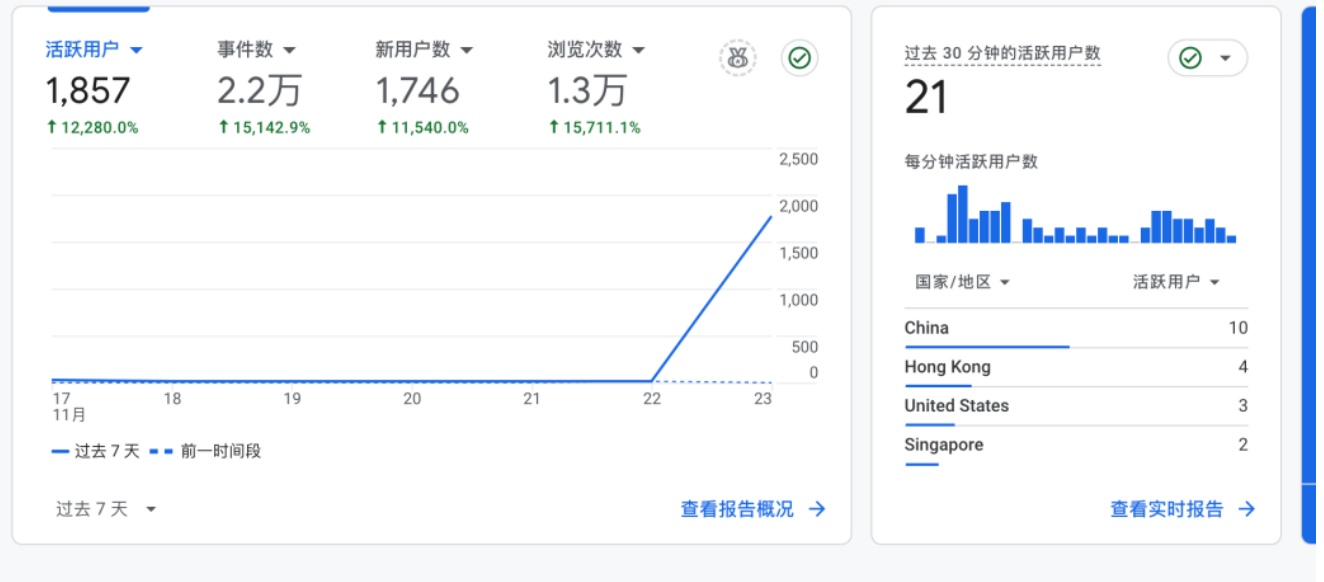 活跃用户 事件数 新用户数 浏览次数
1,857 2.2万 1,746 1.3万
12,280.0% 15,142.9% 11,540.0% 15,711.1%
2,500
2,000
1,500
1,000
500
0
17 18 19 20 21 22 23
11月
过去 7 天 前一时间段
过去 7 天 查看报告概况
过去 30 分钟的活跃用户数
21
每分钟活跃用户数
国家/地区 活跃用户
China 10
Hong Kong 4
United States 3
Singapore 2
查看实时报告